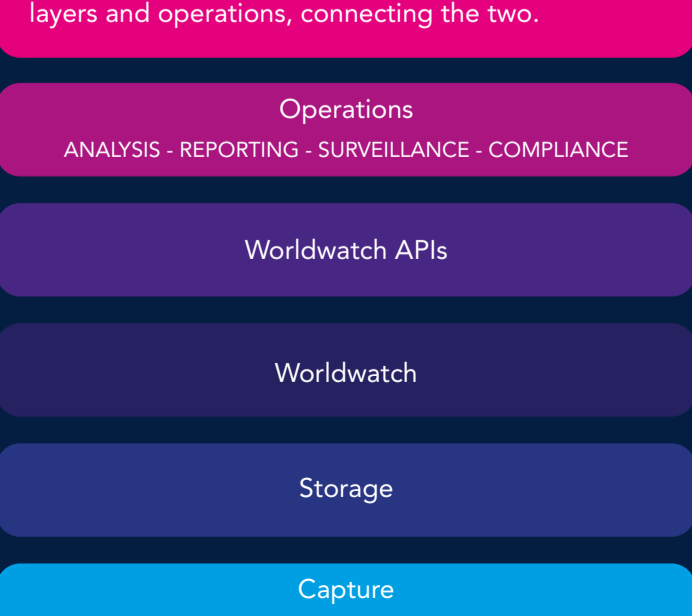 layers and operations, connecting the two.
Operations
ANALYSIS - REPORTING - SURVEILLANCE - COMPLIANCE
Worldwatch APIs
Worldwatch
Storage
Capture